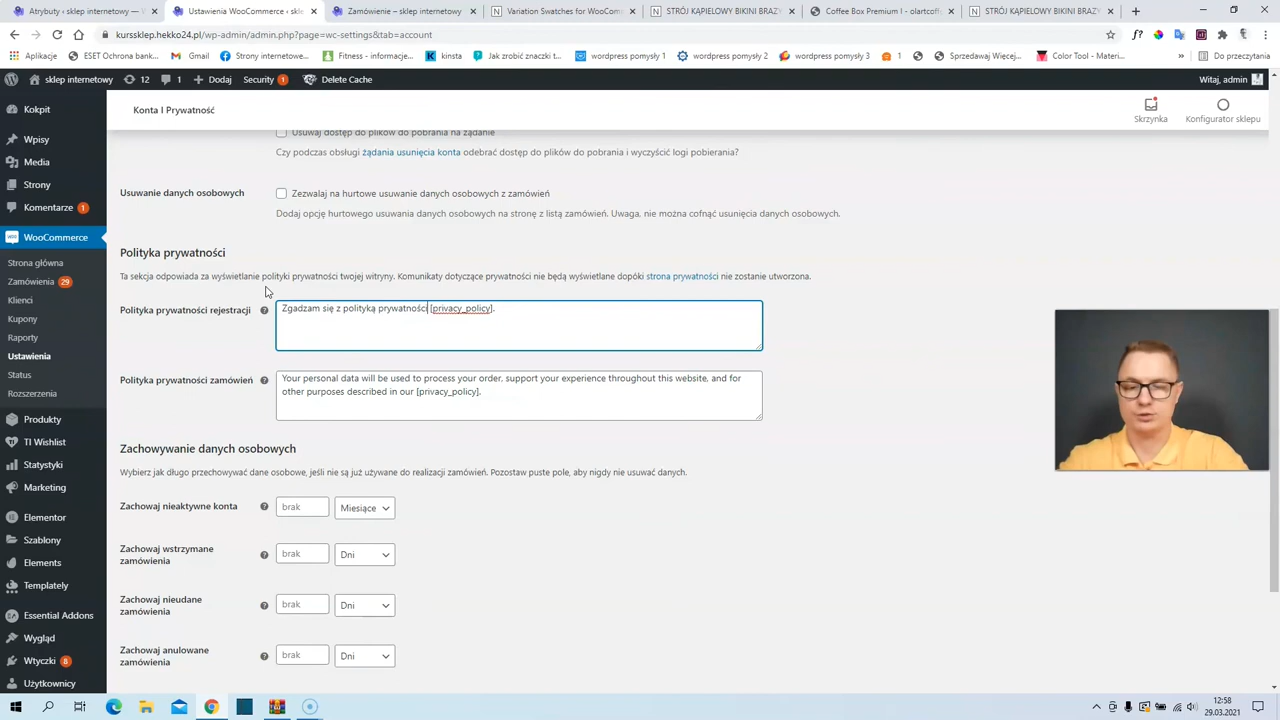 Atrybuty ‹ sklep internetowy —
Ustawienia WooCommerce ‹ skl
Zamówienia ‹ sklep internetowy
Variation Swatches for WooComm
STRÓJ KĄPIELOWY BIKINI BRAZY
Coffee Box Premium I - olartcoff
STRÓJ KĄPIELOWY BIKINI BRAZY
kurssklep.hekko24.pl/wp-admin/admin.php?page=wc-settings&tab=account
Aplikacje
ESET Ochrona bank...
Gmail
Strony internetowe...
Fitness - informacje...
kinsta
Jak zrobić znaczki t...
wordpress pomysły 1
wordpress pomysły 2
wordpress pomysły 3
1
Sprzedawaj Więcej,...
Color Tool - Materi...
»
Do przeczytania
sklep internetowy
12
1
Dodaj
Security 1
Delete Cache
Witaj, admin
Konta I Prywatność
Skrzynka
Konfigurator sklepu
Kokpit
Wpisy
Media
Strony
Komentarze 1
WooCommerce
Strona główna
Zamówienia 29
Klienci
Kupony
Raporty
Ustawienia
Status
Rozszerzenia
Produkty
TI Wishlist
Statystyki
Marketing
Elementor
Szablony
Elements
Templately
Essential Addons
Wygląd
Wtyczki 8
Użytkownicy
Usuwaj dostęp do plików do pobrania na żądanie
Czy podczas obsługi żądania usunięcia konta odebrać dostęp do plików do pobrania i wyczyścić logi pobierania?
Usuwanie danych osobowych
Zezwalaj na hurtowe usuwanie danych osobowych z zamówień
Dodaj opcję hurtowego usuwania danych osobowych na stronę z listą zamówień. Uwaga, nie można cofnąć usunięcia danych osobowych.
Polityka prywatności
Ta sekcja odpowiada za wyświetlanie polityki prywatności twojej witryny. Komunikaty dotyczące prywatności nie będą wyświetlane dopóki strona prywatności nie zostanie utworzona.
Polityka prywatności rejestracji
Zgadzam się z polityką prywatności [privacy_policy].
Polityka prywatności zamówień
Your personal data will be used to process your order, support your experience throughout this website, and for
other purposes described in our [privacy_policy].
Zachowywanie danych osobowych
Wybierz jak długo przechowywać dane osobowe, jeśli nie są już używane do realizacji zamówień. Pozostaw puste pole, aby nigdy nie usuwać danych.
Zachowaj nieaktywne konta
brak
Miesiące
Zachowaj wstrzymane
zamówienia
brak
Dni
Zachowaj nieudane
zamówienia
brak
Dni
Zachowaj anulowane
zamówienia
brak
Dni
12:58
29.03.2021